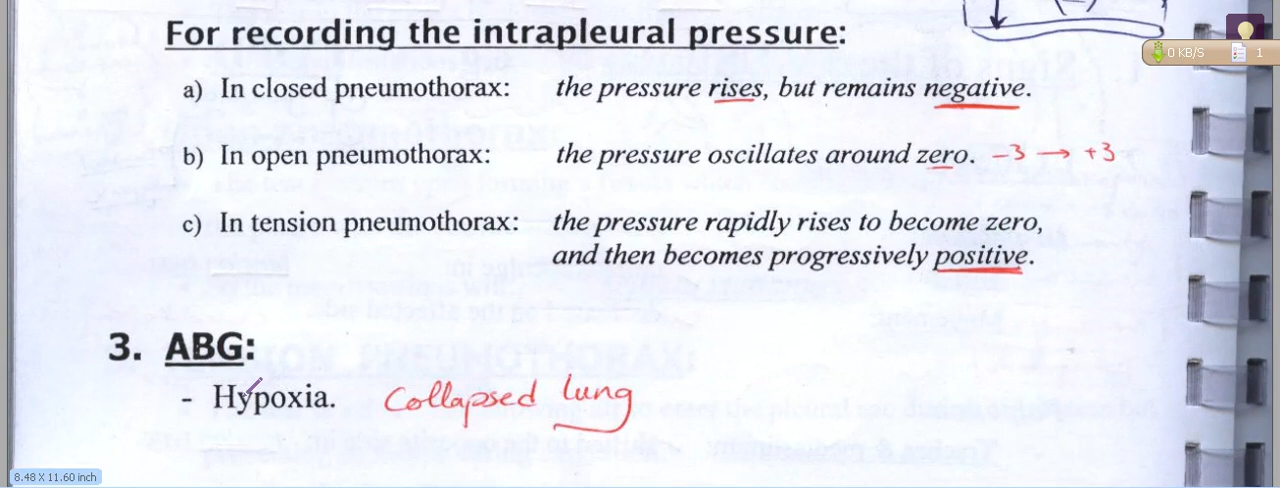 For recording the intrapleural pressure:
0 KB/S 1
a) In closed pneumothorax: the pressure rises, but remains negative.
b) In open pneumothorax: the pressure oscillates around zero. -3 → +3
c) In tension pneumothorax: the pressure rapidly rises to become zero,
and then becomes progressively positive.
3. ABG:
- Hypoxia. Collapsed lung
8.48 X 11.60 inch